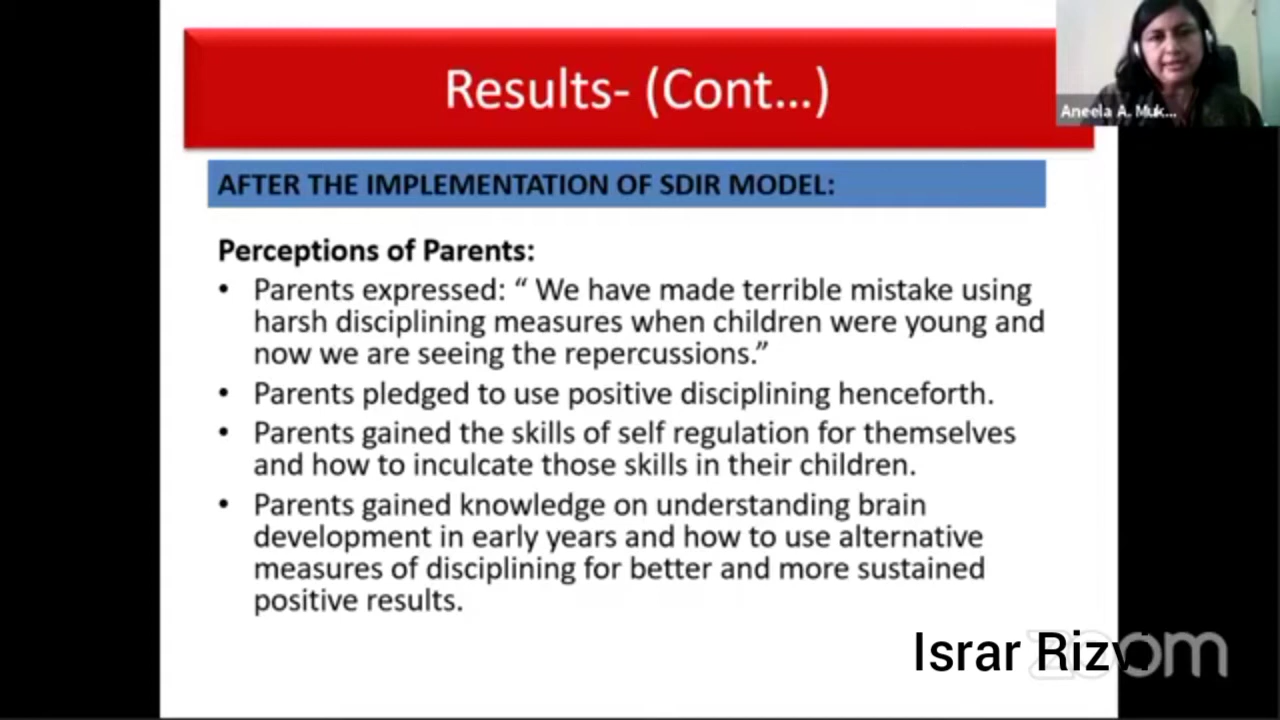 Results- (Cont...)
Aneela A. Muk...
AFTER THE IMPLEMENTATION OF SDIR MODEL:
Perceptions of Parents:
• Parents expressed: “ We have made terrible mistake using
harsh disciplining measures when children were young and
now we are seeing the repercussions.”
• Parents pledged to use positive disciplining henceforth.
• Parents gained the skills of self regulation for themselves
and how to inculcate those skills in their children.
• Parents gained knowledge on understanding brain
development in early years and how to use alternative
measures of disciplining for better and more sustained
positive results.
Israr Rizvi
zoom